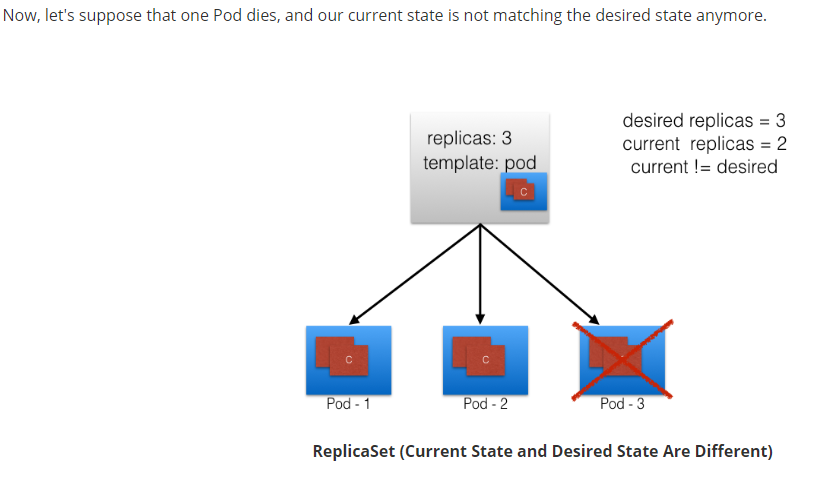 Now, let's suppose that one Pod dies, and our current state is not matching the desired state anymore.
desired replicas = 3
current replicas = 2
current != desired
replicas: 3
template: pod
C
C
C
Pod - 1
Pod - 2
Pod - 3
ReplicaSet (Current State and Desired State Are Different)